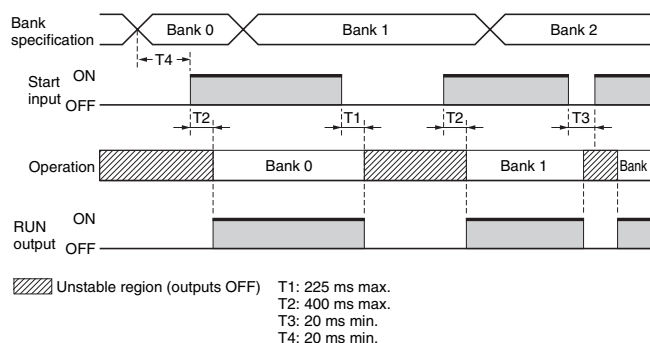 Bank specification
Bank 0
Bank 1
Bank 2
T4
Start input
ON
OFF
T2
T1
T2
T3
Operation
Bank 0
Bank 1
Bank
RUN output
ON
OFF
Unstable region (outputs OFF)
T1: 225 ms max.
T2: 400 ms max.
T3: 20 ms min.
T4: 20 ms min.